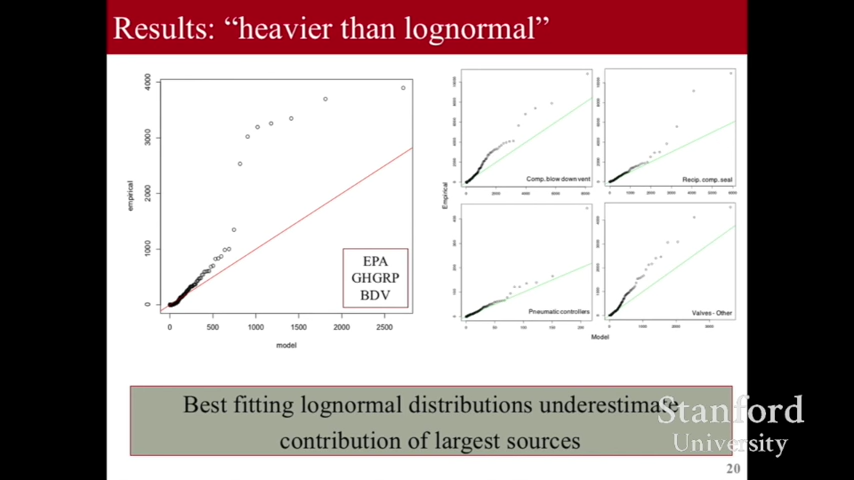 Results: “heavier than lognormal”
4000
3000
2000
1000
0
empirical
0
500
1000
1500
2000
2500
model
EPA
GHGRP
BDV
Comp. blow down vent
Recip. comp. seal
Empirical
Pneumatic controllers
Valves - Other
Model
Best fitting lognormal distributions underestimate
contribution of largest sources
Stanford
University
20